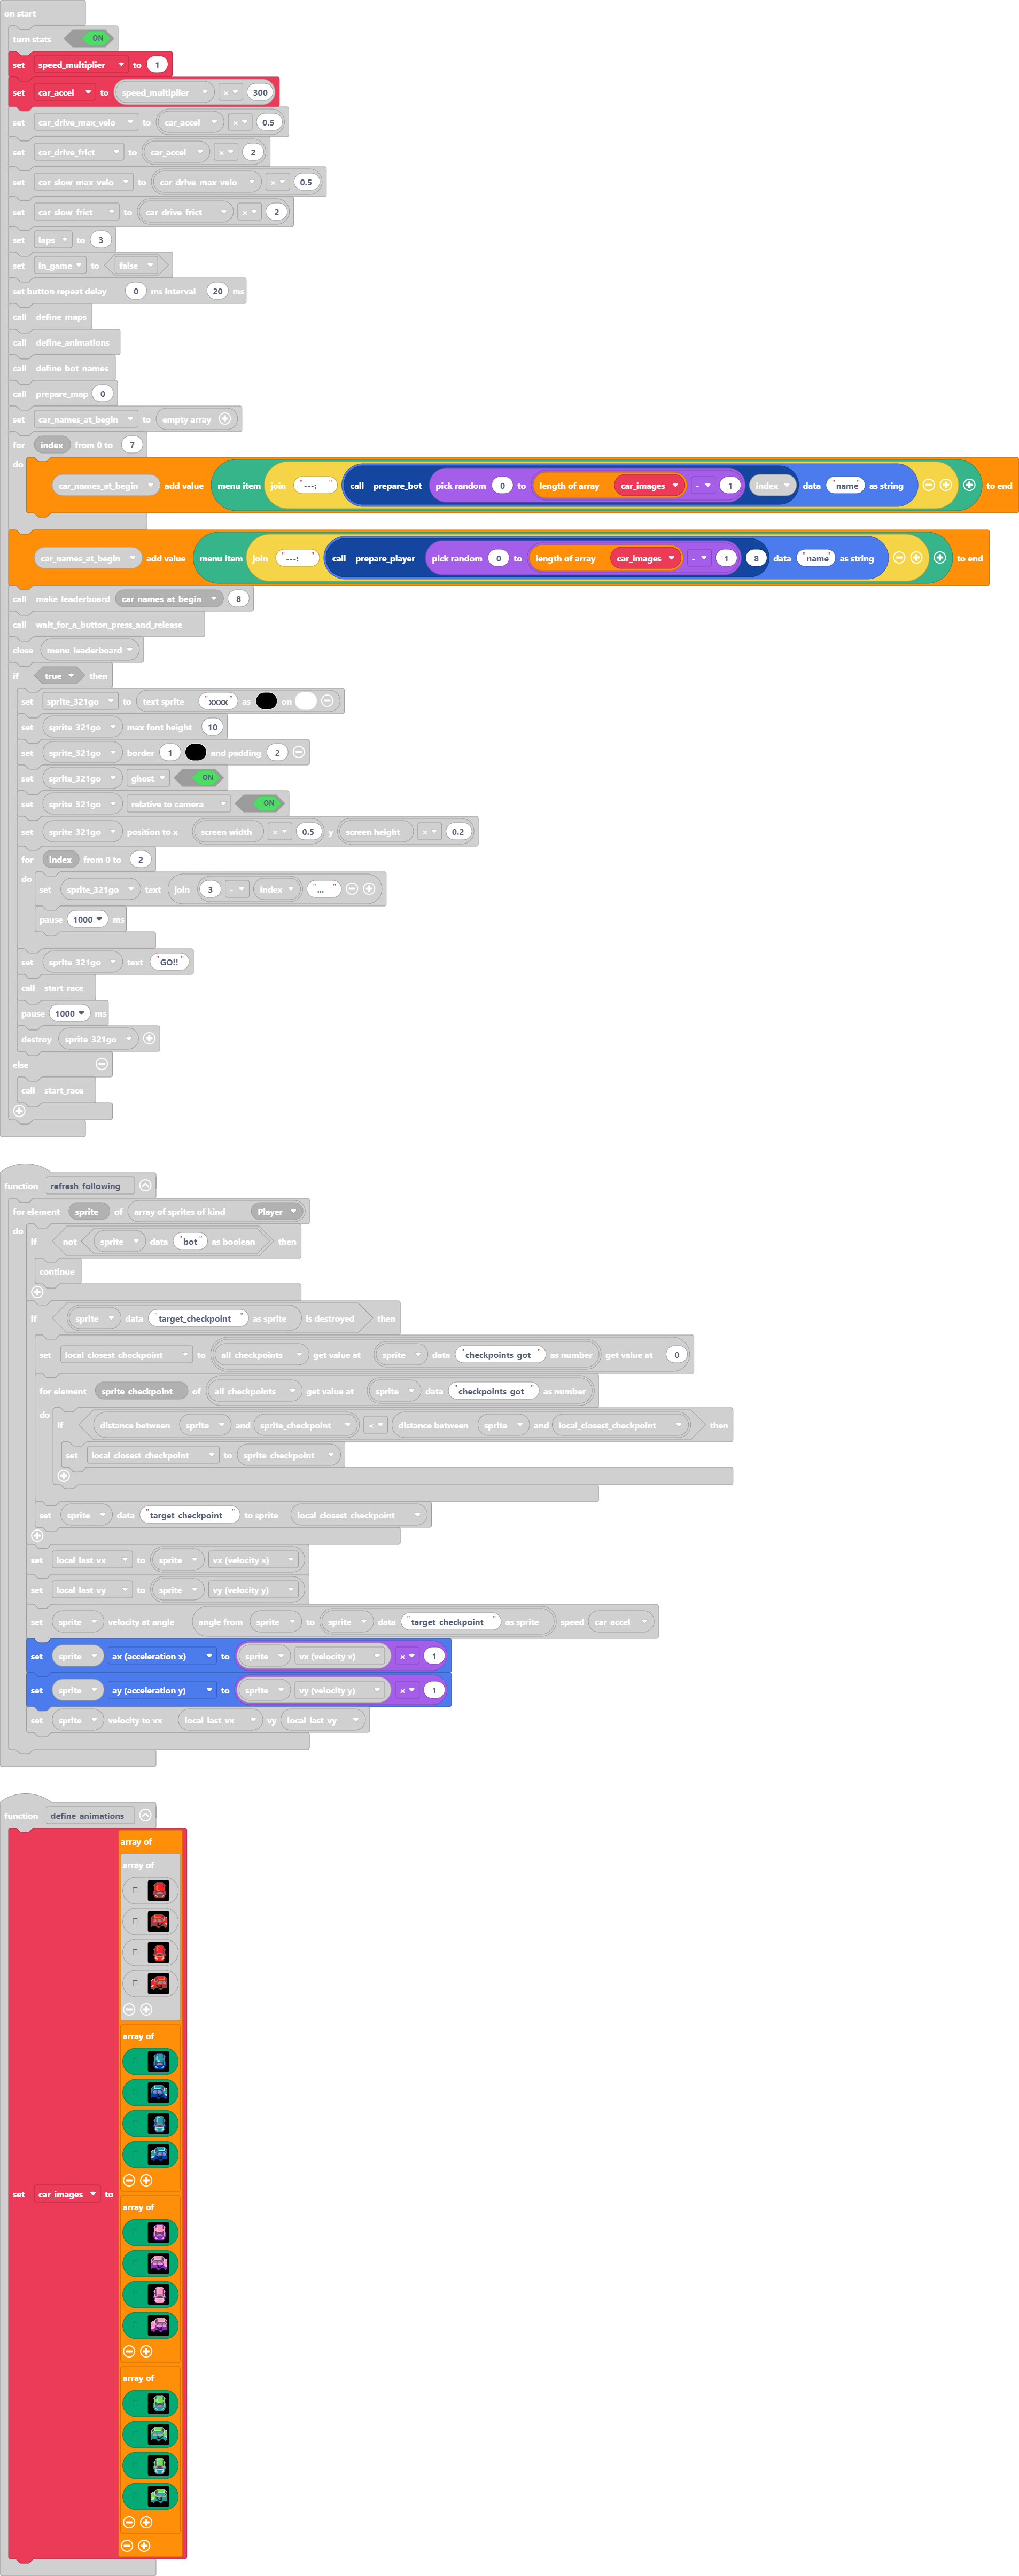 on start
turn stats ON
set speed_multiplier to 1
set car_accel to speed_multiplier × 300
set car_drive_max_velo to car_accel × 0.5
set car_drive_frict to car_accel × 2
set car_slow_max_velo to car_drive_max_velo × 0.5
set car_slow_frict to car_drive_frict × 2
set laps to 3
set in_game to false
set button repeat delay 0 ms interval 20 ms
call define_maps
call define_animations
call define_bot_names
call prepare_map 0
set car_names_at_begin to empty array
for index from 0 to 7
do car_names_at_begin add value menu item join "---: " call prepare_bot pick random 0 to length of array car_images - 1 index data "name" as string to end
car_names_at_begin add value menu item join "---: " call prepare_player pick random 0 to length of array car_images - 1 8 data "name" as string to end
call make_leaderboard car_names_at_begin 8
call wait_for_a_button_press_and_release
close menu_leaderboard
if true then
set sprite_321go to text sprite "xxxx" as on
set sprite_321go max font height 10
set sprite_321go border 1 and padding 2
set sprite_321go ghost ON
set sprite_321go relative to camera ON
set sprite_321go position to x screen width × 0.5 y screen height × 0.2
for index from 0 to 2
do set sprite_321go text join 3 - index "..."
pause 1000 ms
set sprite_321go text "GO!!"
call start_race
pause 1000 ms
destroy sprite_321go
else
call start_race
function refresh_following
for element sprite of array of sprites of kind Player
do if not sprite data "bot" as boolean then
continue
if sprite data "target_checkpoint" as sprite is destroyed then
set local_closest_checkpoint to all_checkpoints get value at sprite data "checkpoints_got" as number get value at 0
for element sprite_checkpoint of all_checkpoints get value at sprite data "checkpoints_got" as number
do if distance between sprite and sprite_checkpoint < distance between sprite and local_closest_checkpoint then
set local_closest_checkpoint to sprite_checkpoint
set sprite data "target_checkpoint" to sprite local_closest_checkpoint
set local_last_vx to sprite vx (velocity x)
set local_last_vy to sprite vy (velocity y)
set sprite velocity at angle angle from sprite to sprite data "target_checkpoint" as sprite speed car_accel
set sprite ax (acceleration x) to sprite vx (velocity x) × 1
set sprite ay (acceleration y) to sprite vy (velocity y) × 1
set sprite velocity to vx local_last_vx vy local_last_vy
function define_animations
array of
array of
array of
set car_images to
array of
array of